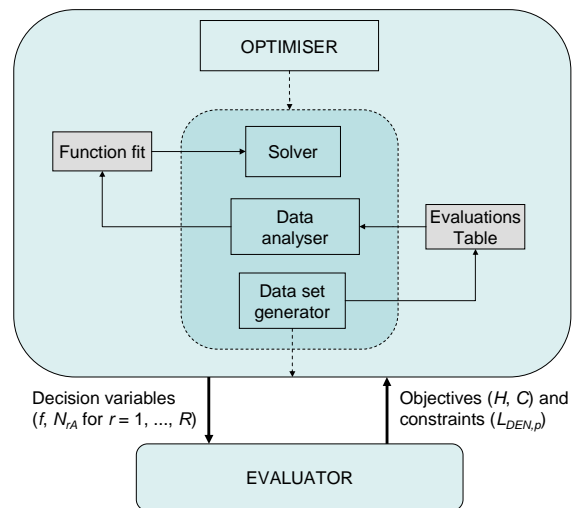 OPTIMISER
Function fit
Solver
Data
analyser
Evaluations
Table
Data set
generator
Decision variables
(f, NrA for r = 1, ..., R)
Objectives (H, C) and
constraints (LDEN,p)
EVALUATOR